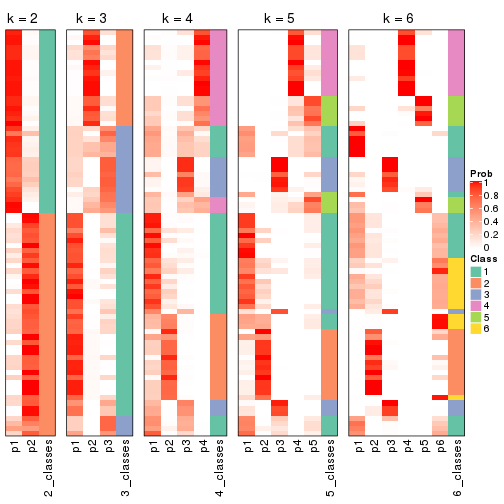 k = 2
k = 3
k = 4
k = 5
k = 6
p1
p2
2_classes
p1
p2
p3
3_classes
p1
p2
p3
p4
4_classes
p1
p2
p3
p4
p5
5_classes
p1
p2
p3
p4
p5
p6
6_classes
Prob
1
0.8
0.6
0.4
0.2
0
Class
1
2
3
4
5
6